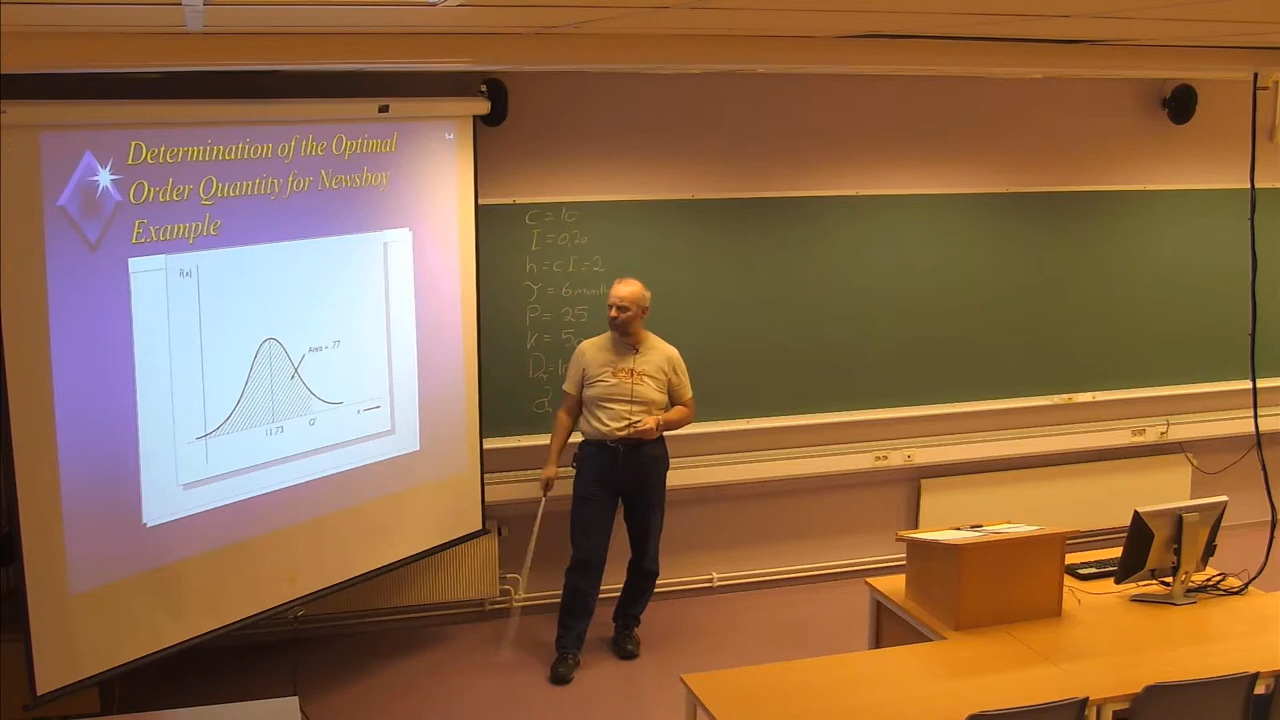 Determination of the Optimal
Order Quantity for Newsboy
Example
f(x)
Area = .77
11.73
Q*
x
C = 10
I = 0,20
h = cI = 2
P = 25